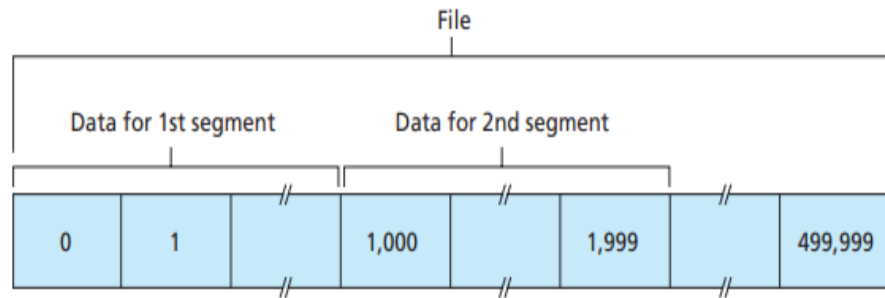 File
Data for 1st segment Data for 2nd segment
0 1 1,000 1,999 499,999